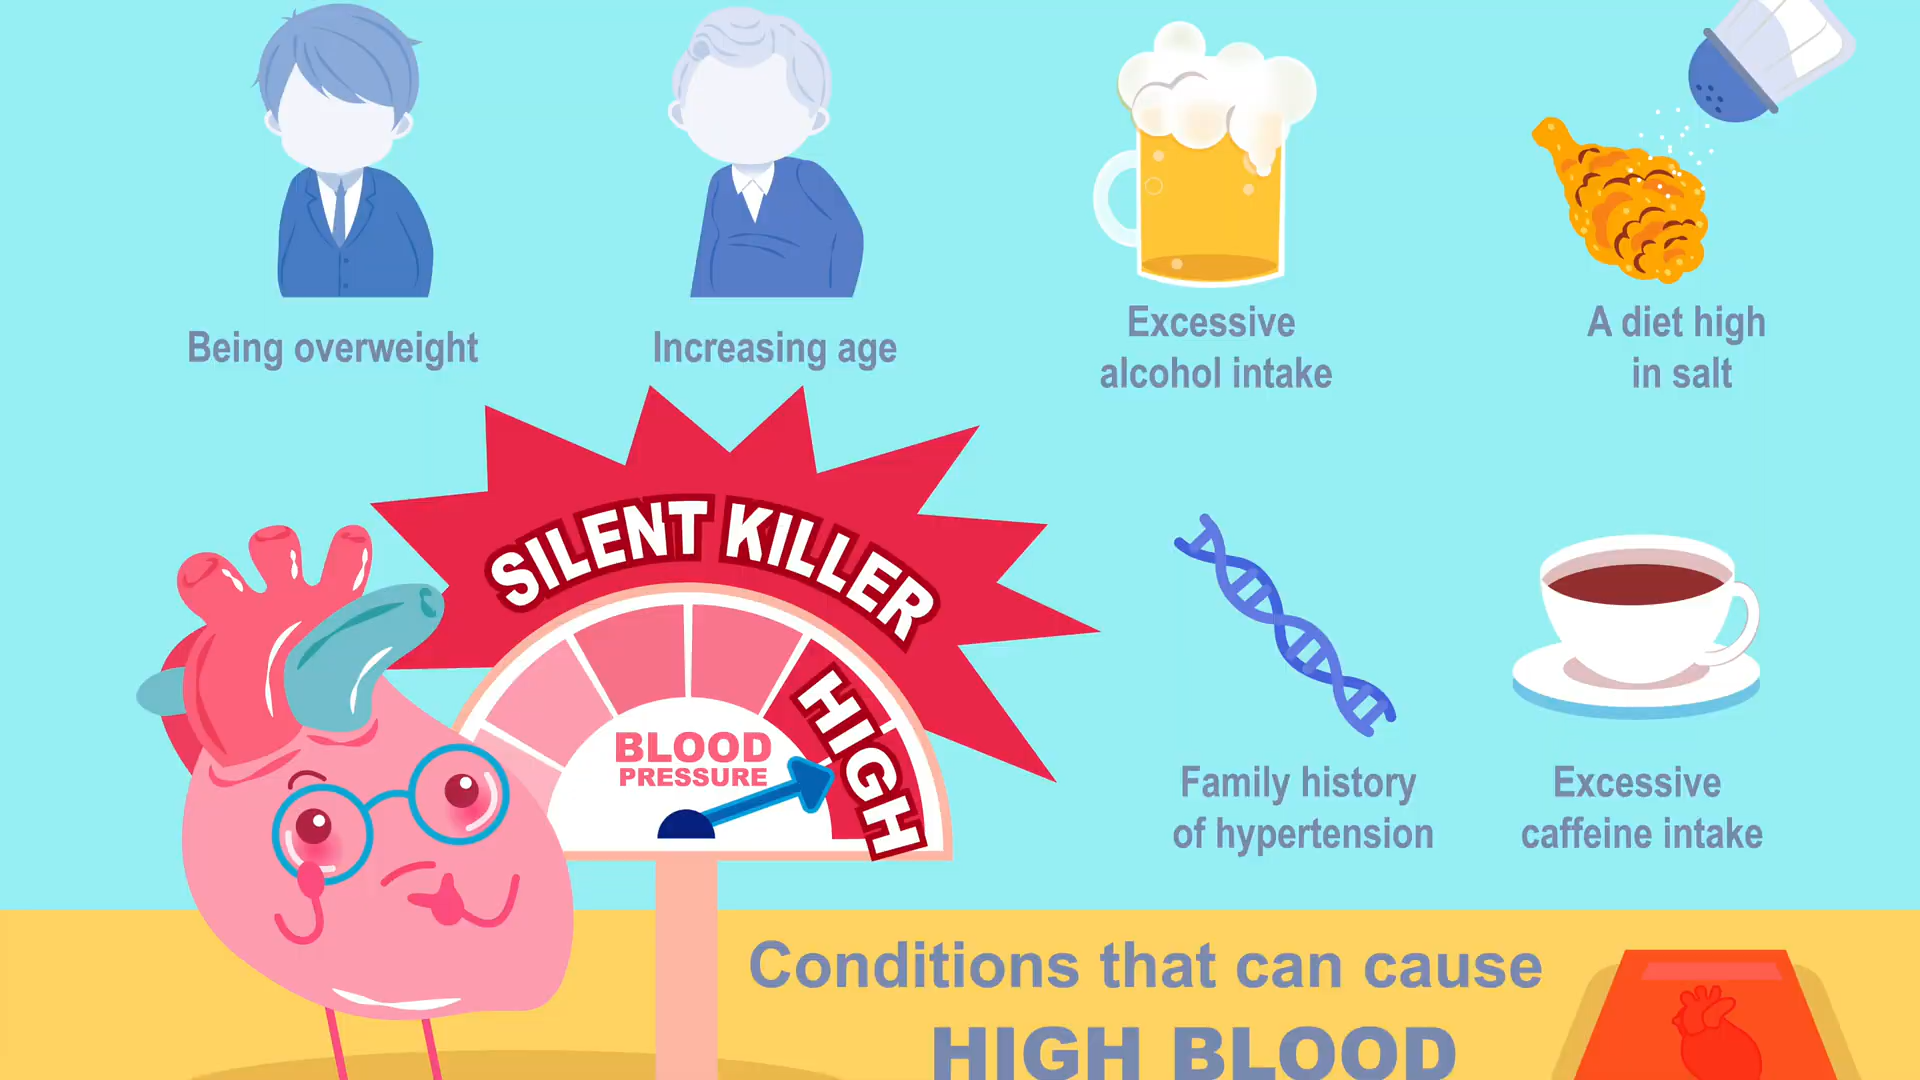 Being overweight
Increasing age
Excessive
alcohol intake
A diet high
in salt
SILENT KILLER
HIGH
BLOOD
PRESSURE
Family history
of hypertension
Excessive
caffeine intake
Conditions that can cause
HIGH BLOOD